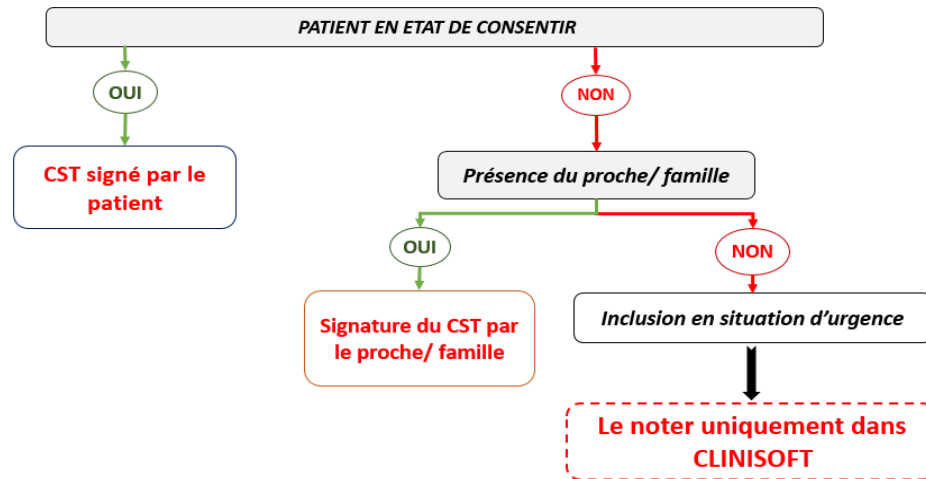 PATIENT EN ETAT DE CONSENTIR
OUI
NON
CST signé par le
patient
Présence du proche/ famille
OUI
NON
Signature du CST par
le proche/ famille
Inclusion en situation d’urgence
Le noter uniquement dans
CLINISOFT